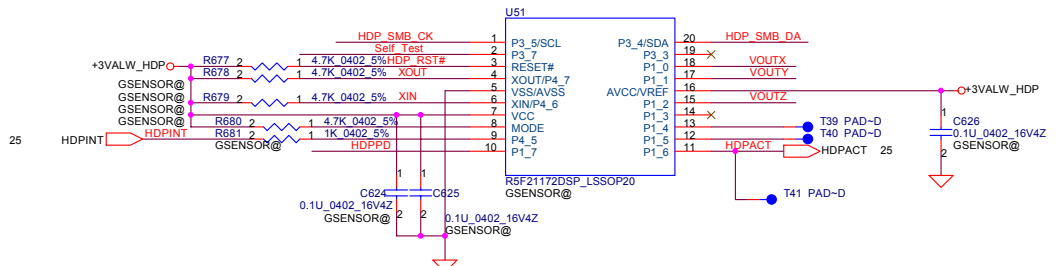 U51
HDP_SMB_CK 1 P3_5/SCL P3_4/SDA 20 HDP_SMB_DA
Self_Test 2 P3_7 P3_3 19
+3VALW_HDP R677 2 1 4.7K_0402_5% HDP_RST# 3 RESET# P1_0 18 VOUTX
R678 2 1 4.7K_0402_5% XOUT 4 XOUT/P4_7 P1_1 17 VOUTY
GSENSOR@ 5 VSS/AVSS AVCC/VREF 16 +3VALW_HDP
GSENSOR@
R679 2 1 4.7K_0402_5% XIN 6 XIN/P4_6 P1_2 15 VOUTZ
GSENSOR@ 7 VCC P1_3 14
GSENSOR@
R680 2 1 4.7K_0402_5% 8 MODE P1_4 13 T39 PAD~D
25 HDPINT HDPINT R681 2 1 1K_0402_5% 9 P4_5 P1_5 12 T40 PAD~D
GSENSOR@ HDPPD 10 P1_7 P1_6 11 HDPACT HDPACT 25
1 C626
0.1U_0402_16V4Z
2 GSENSOR@
R5F21172DSP_LSSOP20
GSENSOR@
T41 PAD~D
C624 1 1 C625
0.1U_0402_16V4Z
GSENSOR@ 2 2 0.1U_0402_16V4Z
GSENSOR@